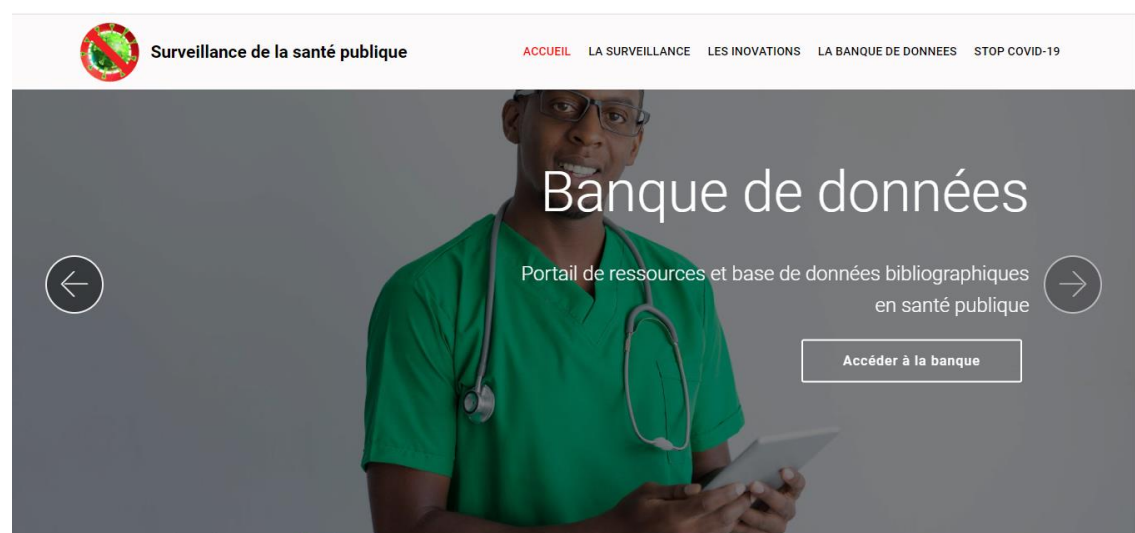 Surveillance de la santé publique
ACCUEIL LA SURVEILLANCE LES INOVATIONS LA BANQUE DE DONNEES STOP COVID-19
Banque de données
Portail de ressources et base de données bibliographiques
en santé publique
Accéder à la banque